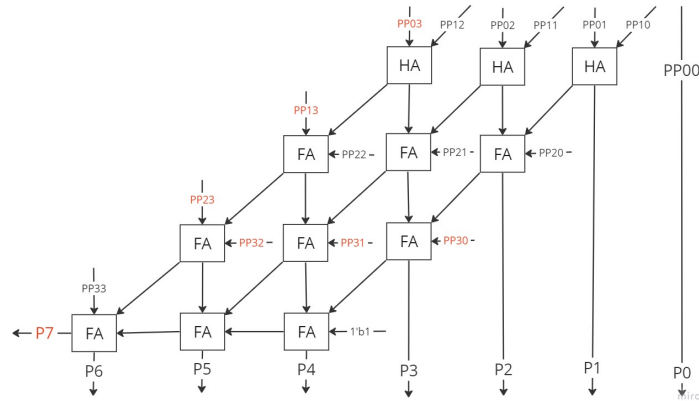 PP03 PP12 PP02 PP11 PP01 PP10
HA HA HA PP00
PP13
FA PP22 FA PP21 FA PP20
PP23
FA PP32 FA PP31 FA PP30
PP33
P7 FA FA FA 1'b1
P6 P5 P4 P3 P2 P1 P0
miro